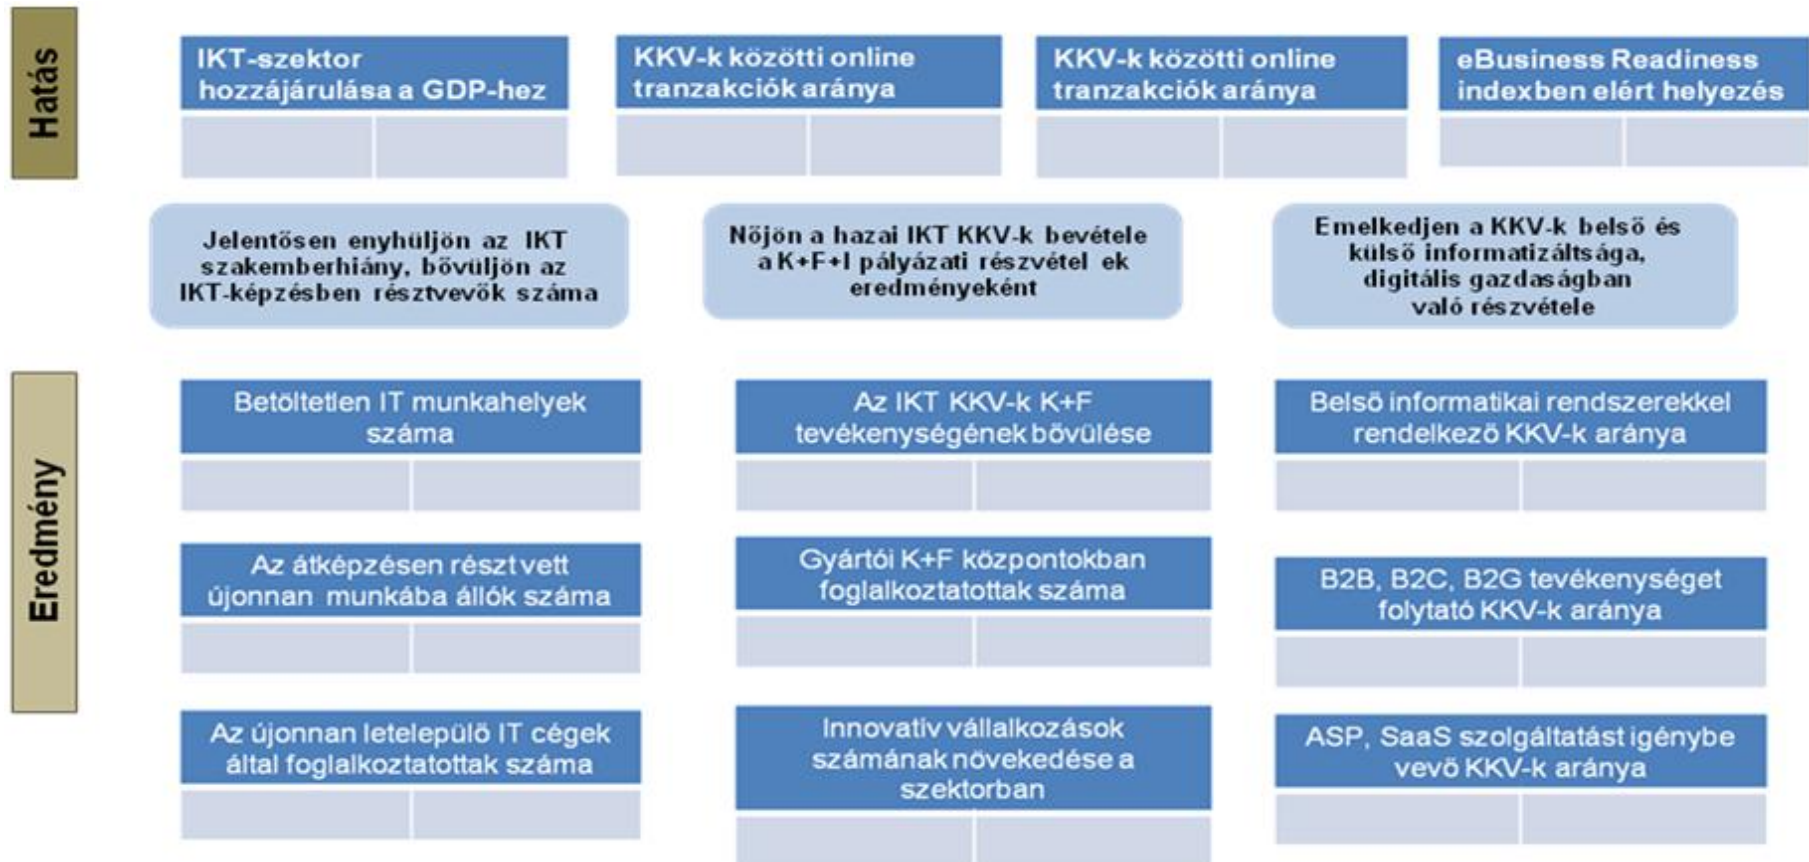 Hatás
IKT-szektor
hozzájárulása a GDP-hez
KKV-k közötti online
tranzakciók aránya
KKV-k közötti online
tranzakciók aránya
eBusiness Readiness
indexben elért helyezés
Jelentősen enyhüljön az IKT
szakemberhiány, bővüljön az
IKT-képzésben résztvevők száma
Nőjön a hazai IKT KKV-k bevétele
a K+F+I pályázati részvétel ek
eredményeként
Emelkedjen a KKV-k belső és
külső informatizáltsága,
digitális gazdaságban
való részvétele
Eredmény
Betöltetlen IT munkahelyek
száma
Az IKT KKV-k K+F
tevékenységének bővülése
Belső informatikai rendszerekkel
rendelkező KKV-k aránya
Az átképzésen részt vett
újonnan munkába állók száma
Gyártói K+F központokban
foglalkoztatottak száma
B2B, B2C, B2G tevékenységet
folytató KKV-k aránya
Az újonnan letelepülő IT cégek
által foglalkoztatottak száma
Innovatív vállalkozások
számának növekedése a
szektorban
ASP, SaaS szolgáltatást igénybe
vevő KKV-k aránya